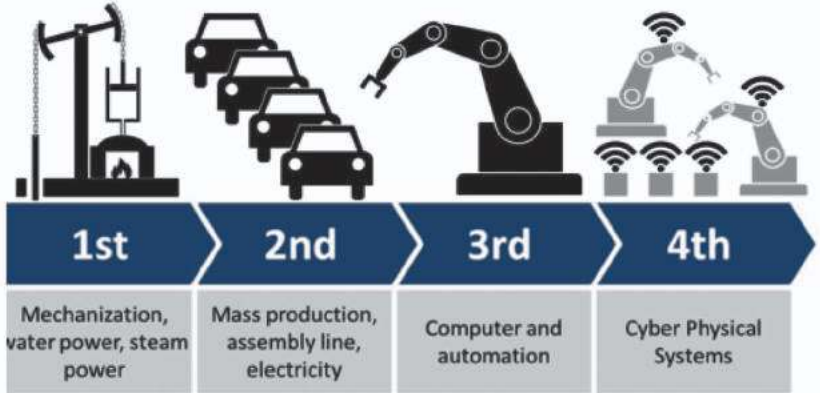 1st
2nd
3rd
4th
Mechanization,
water power, steam
power
Mass production,
assembly line,
electricity
Computer and
automation
Cyber Physical
Systems